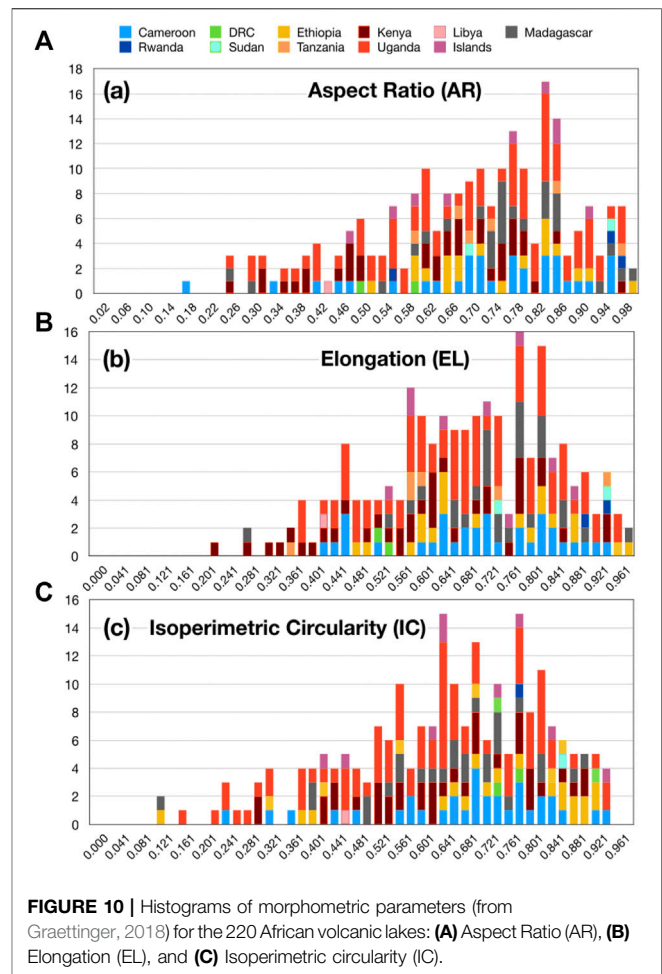 A
Cameroon DRC Ethiopia Kenya Libya Madagascar
Rwanda Sudan Tanzania Uganda Islands
(a) Aspect Ratio (AR)
18
16
14
12
10
8
6
4
2
0
0.02 0.06 0.10 0.14 0.18 0.22 0.26 0.30 0.34 0.38 0.42 0.46 0.50 0.54 0.58 0.62 0.66 0.70 0.74 0.78 0.82 0.86 0.90 0.94 0.98
B
(b) Elongation (EL)
16
14
12
10
8
6
4
2
0
0.000 0.041 0.081 0.121 0.161 0.201 0.241 0.281 0.321 0.361 0.401 0.441 0.481 0.521 0.561 0.601 0.641 0.681 0.721 0.761 0.801 0.841 0.881 0.921 0.961
C
(c) Isoperimetric Circularity (IC)
16
14
12
10
8
6
4
2
0
0.000 0.041 0.081 0.121 0.161 0.201 0.241 0.281 0.321 0.361 0.401 0.441 0.481 0.521 0.561 0.601 0.641 0.681 0.721 0.761 0.801 0.841 0.881 0.921 0.961
FIGURE 10 | Histograms of morphometric parameters (from
Graettinger, 2018) for the 220 African volcanic lakes: (A) Aspect Ratio (AR), (B)
Elongation (EL), and (C) Isoperimetric circularity (IC).